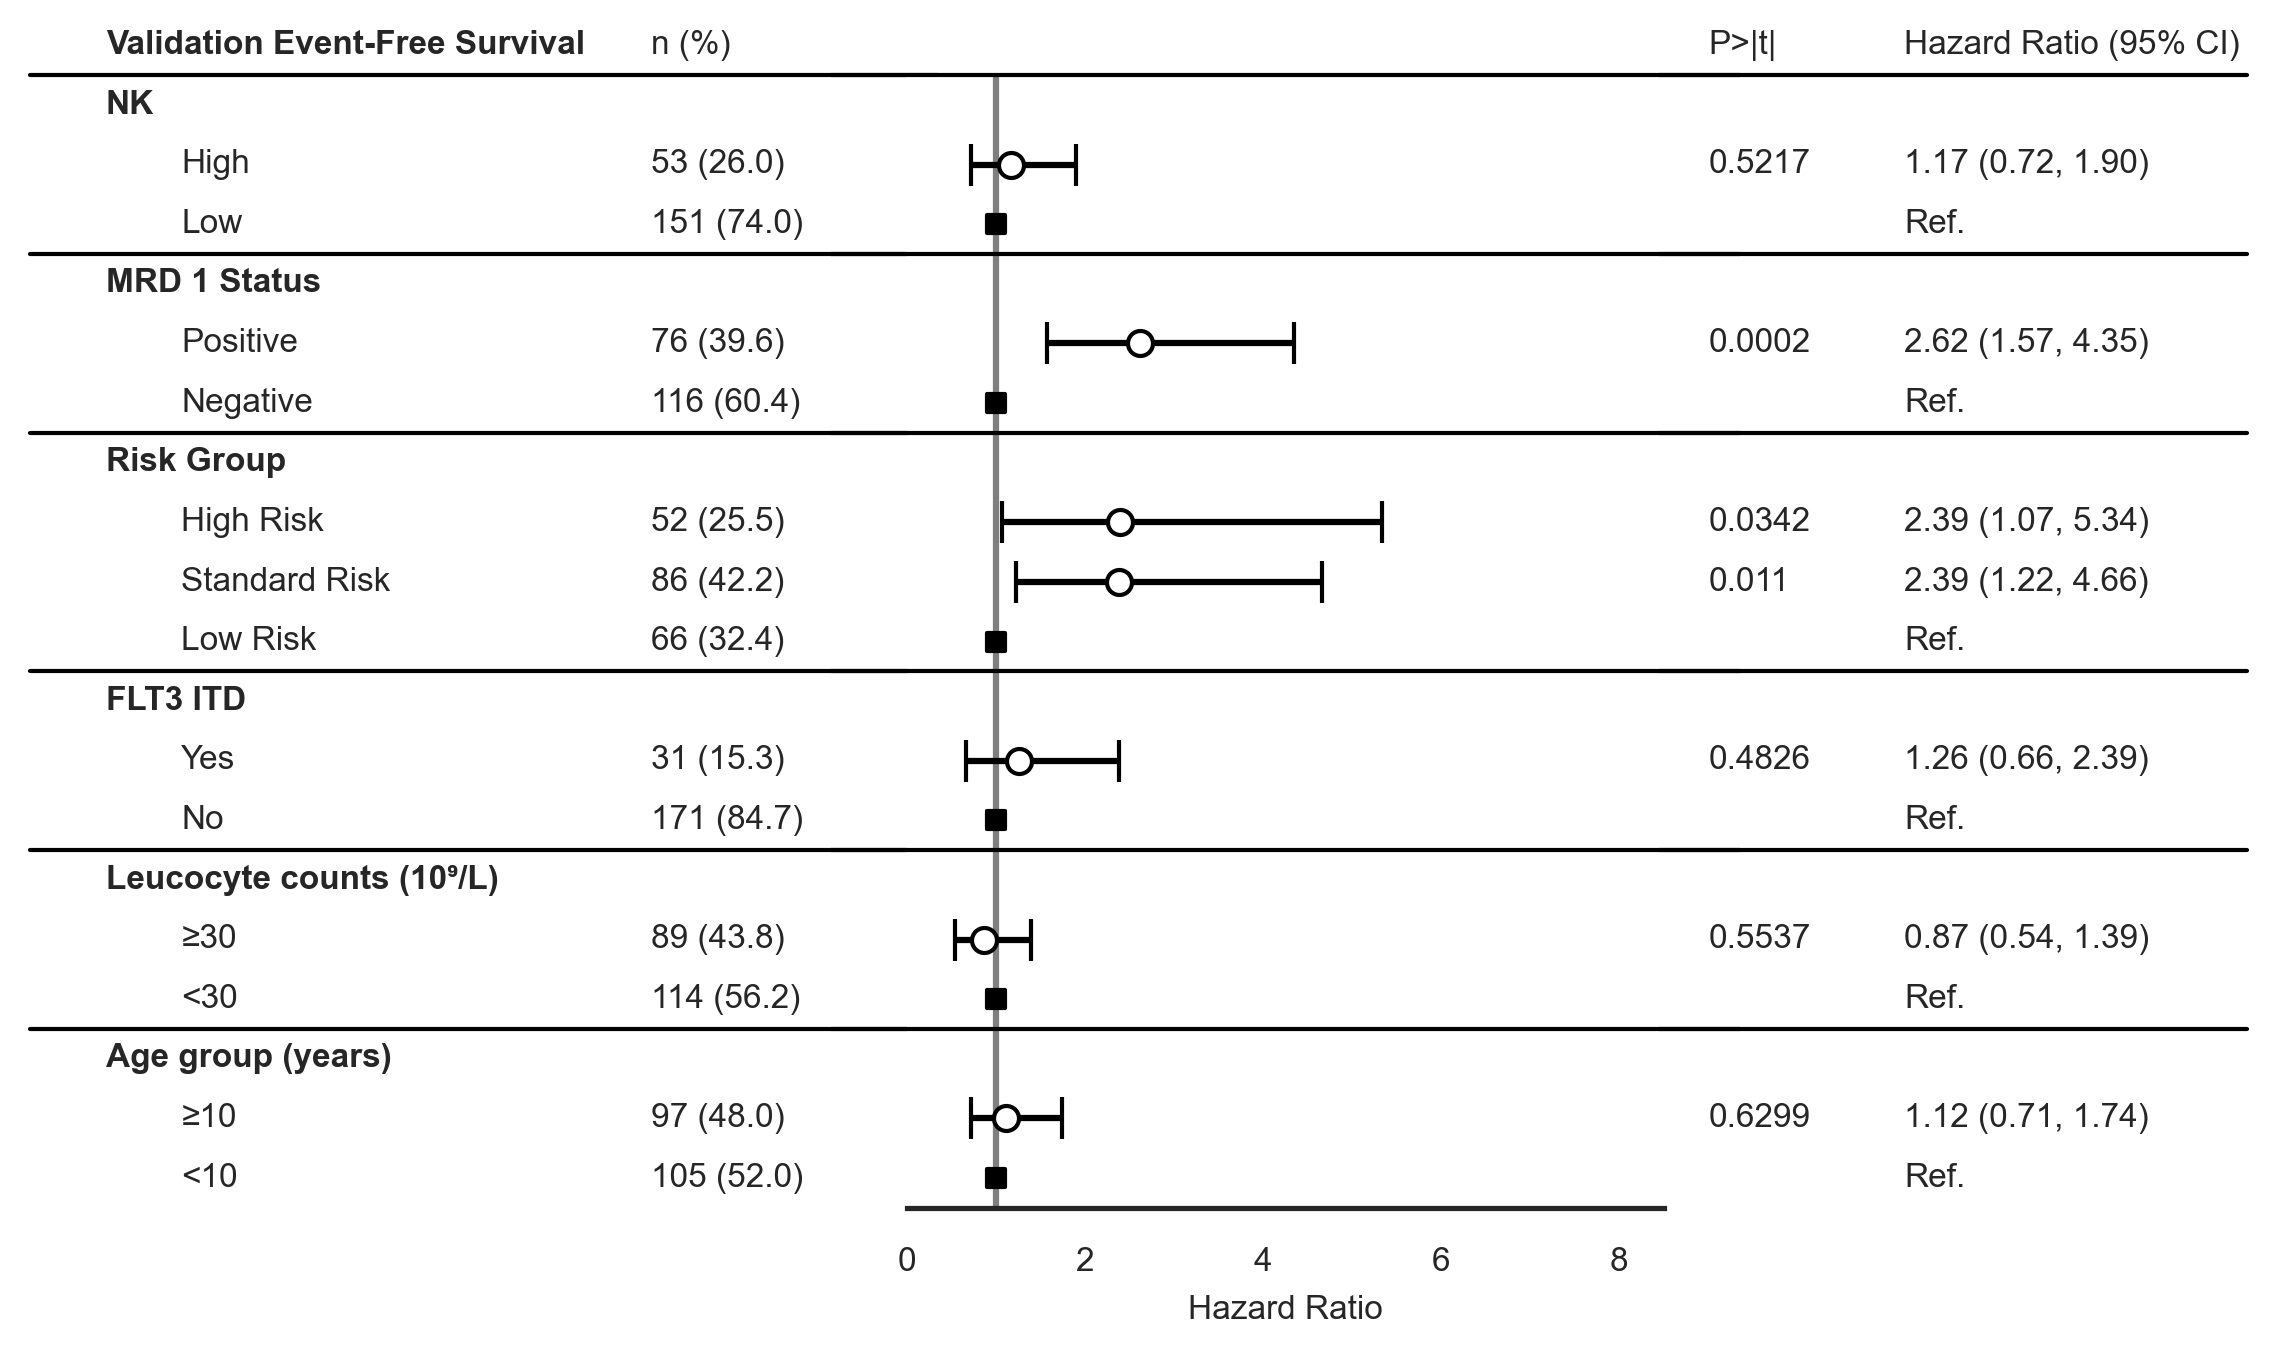 Validation Event-Free Survival n (%) P>|t| Hazard Ratio (95% CI)
NK
High 53 (26.0) 0.5217 1.17 (0.72, 1.90)
Low 151 (74.0) Ref.
MRD 1 Status
Positive 76 (39.6) 0.0002 2.62 (1.57, 4.35)
Negative 116 (60.4) Ref.
Risk Group
High Risk 52 (25.5) 0.0342 2.39 (1.07, 5.34)
Standard Risk 86 (42.2) 0.011 2.39 (1.22, 4.66)
Low Risk 66 (32.4) Ref.
FLT3 ITD
Yes 31 (15.3) 0.4826 1.26 (0.66, 2.39)
No 171 (84.7) Ref.
Leucocyte counts (10⁹/L)
≥30 89 (43.8) 0.5537 0.87 (0.54, 1.39)
<30 114 (56.2) Ref.
Age group (years)
≥10 97 (48.0) 0.6299 1.12 (0.71, 1.74)
<10 105 (52.0) Ref.
0 2 4 6 8
Hazard Ratio